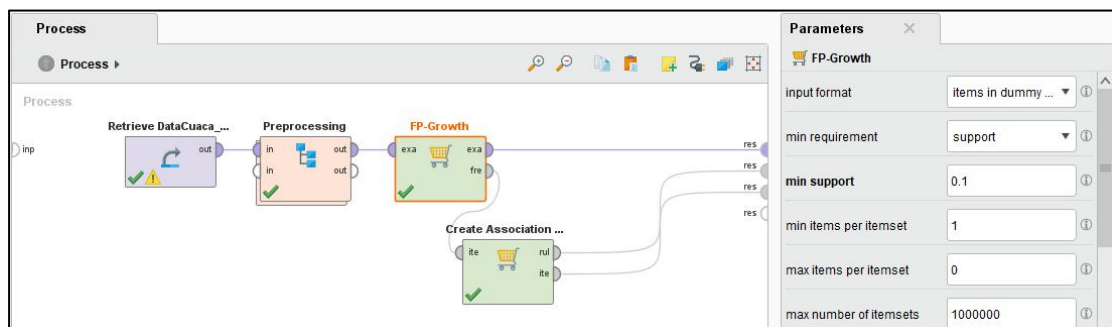 Process
Process
Process
inp
Retrieve DataCuaca_...
out
Preprocessing
in
out
in
out
FP-Growth
exa
exa
fre
Create Association ...
ite
rul
ite
res
res
res
res
Parameters
FP-Growth
input format
items in dummy ...
min requirement
support
min support
0.1
min items per itemset
1
max items per itemset
0
max number of itemsets
1000000